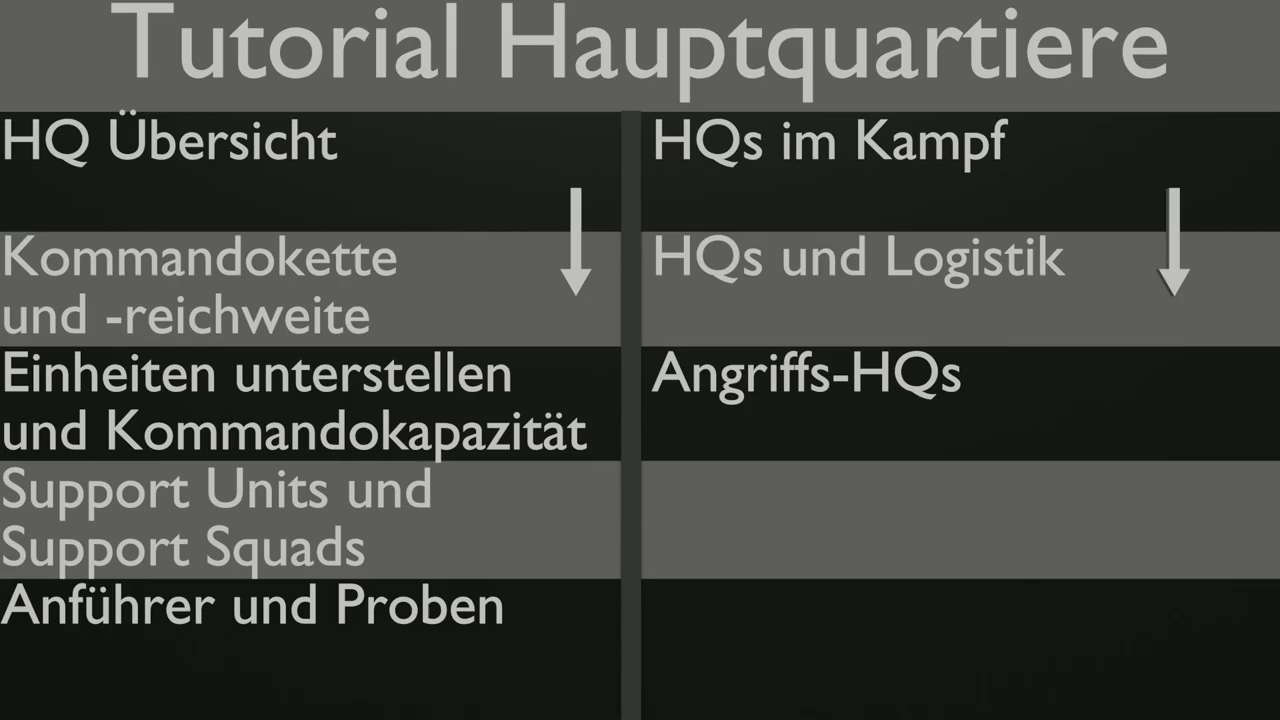 Tutorial Hauptquartiere
HQ Übersicht
Kommandokette
und -reichweite
Einheiten unterstellen
und Kommandokapazität
Support Units und
Support Squads
Anführer und Proben
HQs im Kampf
HQs und Logistik
Angriffs-HQs